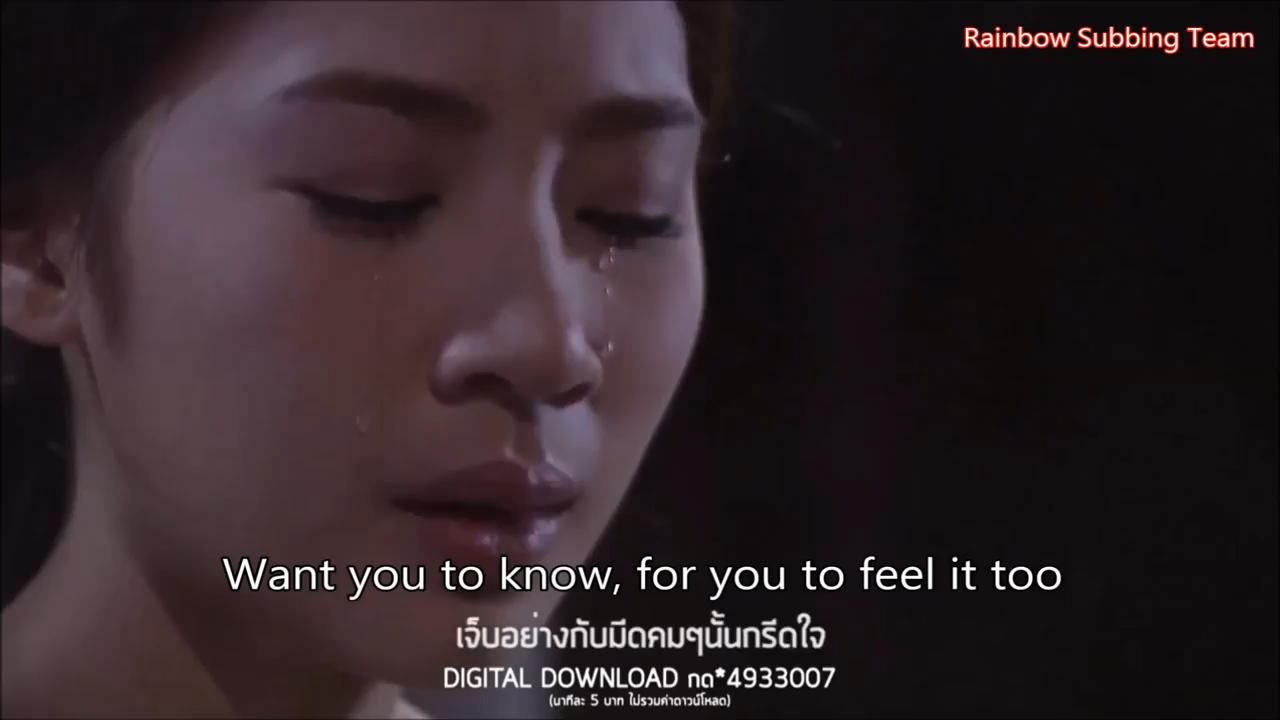 Rainbow Subbing Team
Want you to know, for you to feel it too
เจ็บอย่างกับมีดคมๆนั้นกรีดใจ
DIGITAL DOWNLOAD กด*4933007
(นาทีละ 5 บาท ไม่รวมค่าดาวน์โหลด)